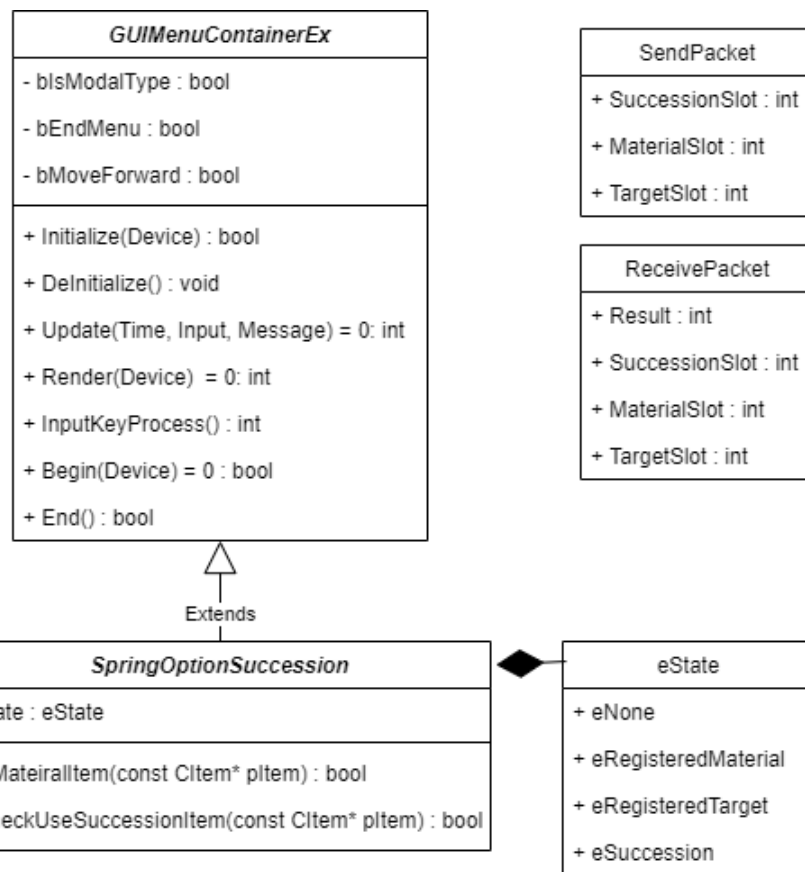 GUIMenuContainerEx
- bIsModalType : bool
- bEndMenu : bool
- bMoveForward : bool
+ Initialize(Device) : bool
+ DeInitialize() : void
+ Update(Time, Input, Message) = 0: int
+ Render(Device) = 0: int
+ InputKeyProcess() : int
+ Begin(Device) = 0 : bool
+ End() : bool
SendPacket
+ SuccessionSlot : int
+ MaterialSlot : int
+ TargetSlot : int
ReceivePacket
+ Result : int
+ SuccessionSlot : int
+ MaterialSlot : int
+ TargetSlot : int
Extends
SpringOptionSuccession
ate : eState
MateiralItem(const CItem* pItem) : bool
eckUseSuccessionItem(const CItem* pItem) : bool
eState
+ eNone
+ eRegisteredMaterial
+ eRegisteredTarget
+ eSuccession